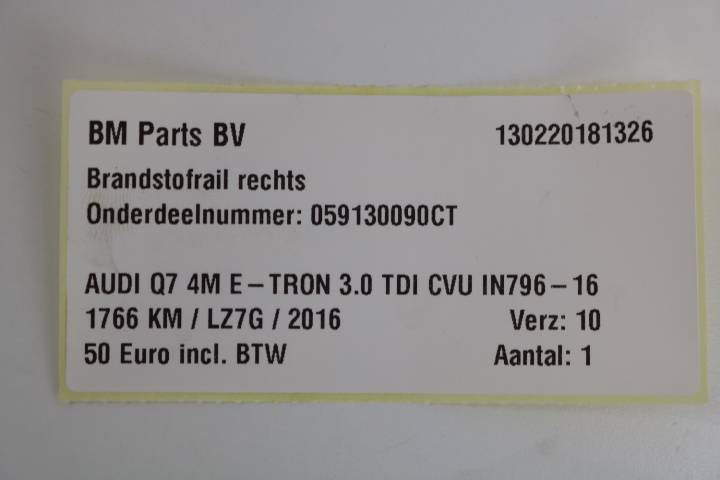 BM Parts BV 130220181326
Brandstofrail rechts
Onderdeelnummer: 059130090CT
AUDI Q7 4M E-TRON 3.0 TDI CVU IN796-16
1766 KM / LZ7G / 2016 Verz: 10
50 Euro incl. BTW Aantal: 1